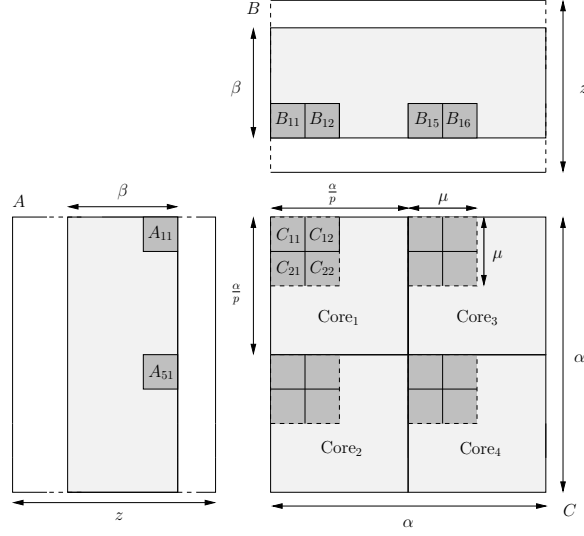 B
β
z
B11 B12 B15 B16
A
β
α/p
μ
A11
C11 C12
μ
C21 C22
α/p
Core1 Core3
α
A51
Core2 Core4
z
α
C